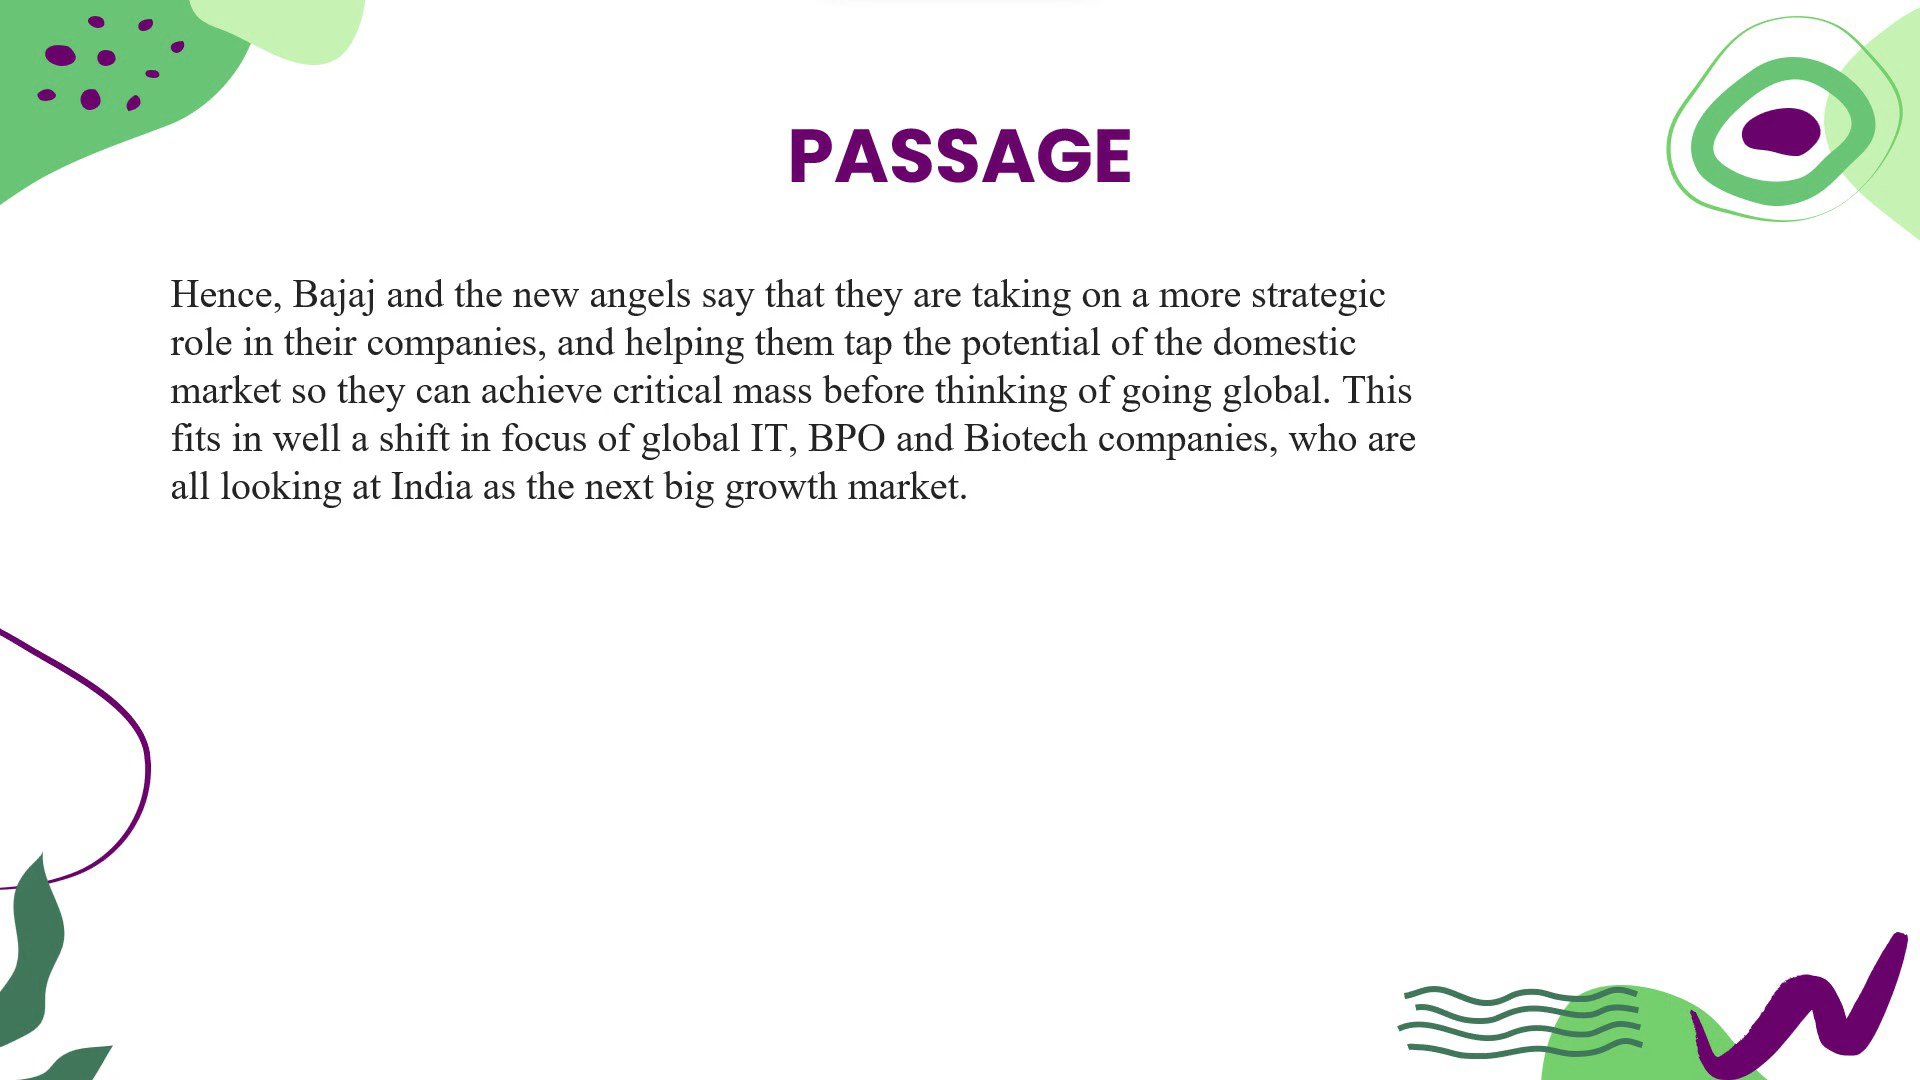 PASSAGE
Hence, Bajaj and the new angels say that they are taking on a more strategic
role in their companies, and helping them tap the potential of the domestic
market so they can achieve critical mass before thinking of going global. This
fits in well a shift in focus of global IT, BPO and Biotech companies, who are
all looking at India as the next big growth market.